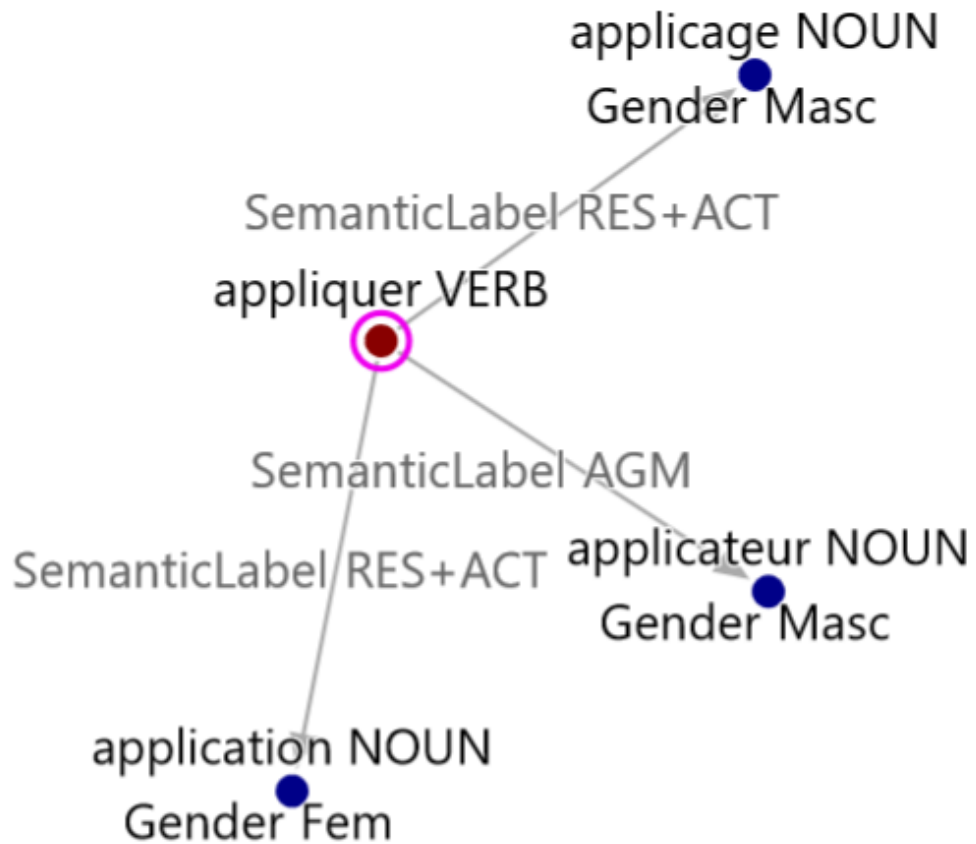 applicage NOUN
Gender Masc
SemanticLabel RES+ACT
appliquer VERB
SemanticLabel AGM
applicateur NOUN
SemanticLabel RES+ACT
Gender Masc
application NOUN
Gender Fem